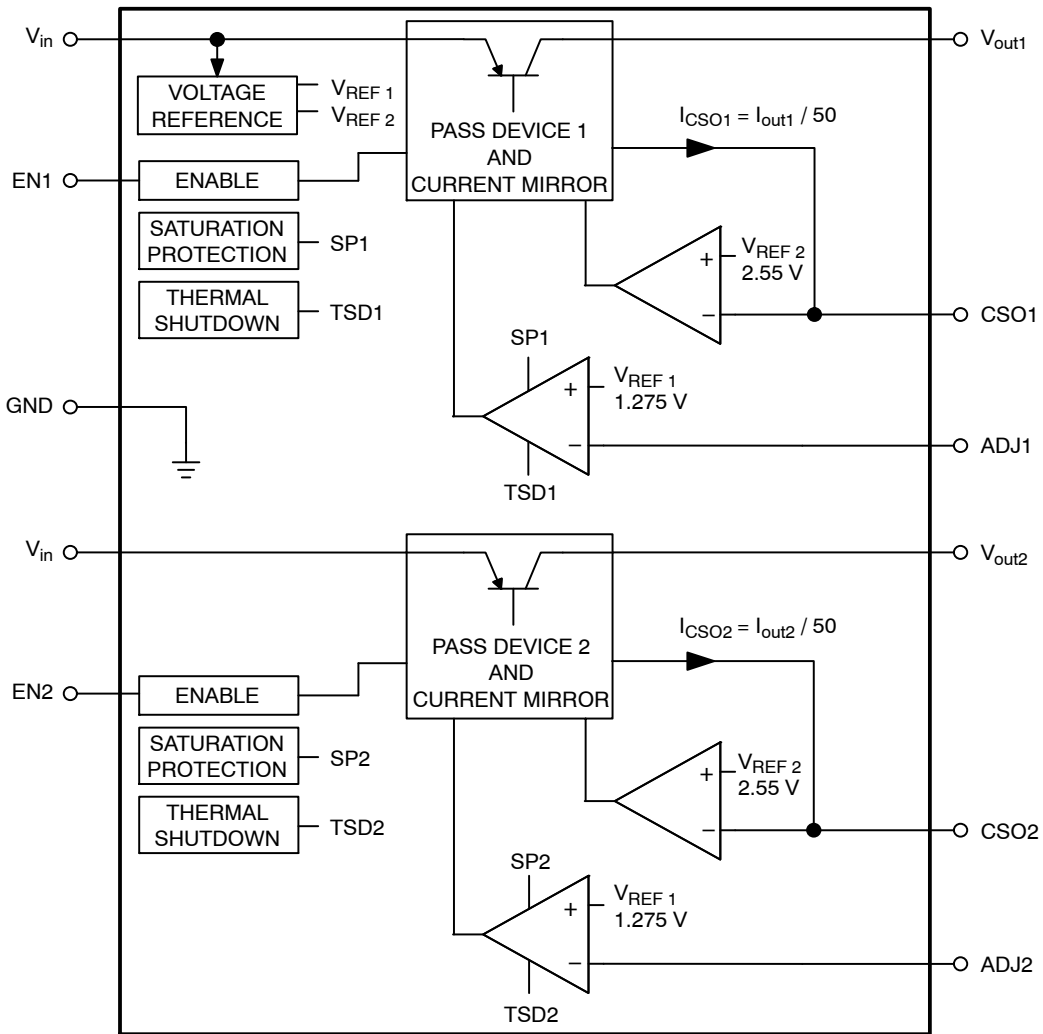 Vin
Vout1
VOLTAGE
REFERENCE
VREF 1
VREF 2
PASS DEVICE 1
AND
CURRENT MIRROR
ICSO1 = Iout1 / 50
EN1
ENABLE
SATURATION
PROTECTION
SP1
THERMAL
SHUTDOWN
TSD1
+
VREF 2
2.55 V
−
CSO1
SP1
+
VREF 1
1.275 V
GND
−
ADJ1
TSD1
Vin
Vout2
PASS DEVICE 2
AND
CURRENT MIRROR
ICSO2 = Iout2 / 50
EN2
ENABLE
SATURATION
PROTECTION
SP2
THERMAL
SHUTDOWN
TSD2
+
VREF 2
2.55 V
−
CSO2
SP2
+
VREF 1
1.275 V
−
ADJ2
TSD2